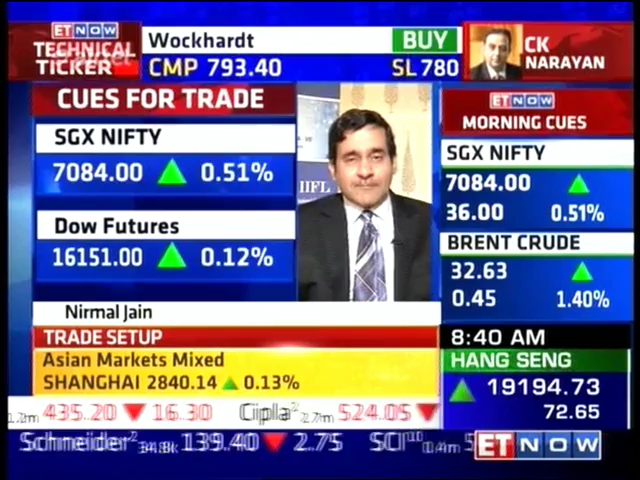 ET NOW
TECHNICAL
TICKER
Wockhardt
BUY
CMP 793.40
SL 780
CK
NARAYAN
CUES FOR TRADE
SGX NIFTY
7084.00 ▲ 0.51%
Dow Futures
16151.00 ▲ 0.12%
IIFL
ET NOW
MORNING CUES
SGX NIFTY
7084.00 ▲
36.00 0.51%
BRENT CRUDE
32.63 ▲
0.45 1.40%
Nirmal Jain
TRADE SETUP
Asian Markets Mixed
SHANGHAI 2840.14 ▲ 0.13%
8:40 AM
HANG SENG
▲ 19194.73
72.65
435.20 ▼ 16.30 Cipla 524.05 ▼
Schneider 139.40 ▼ 2.75 SCI
ET NOW